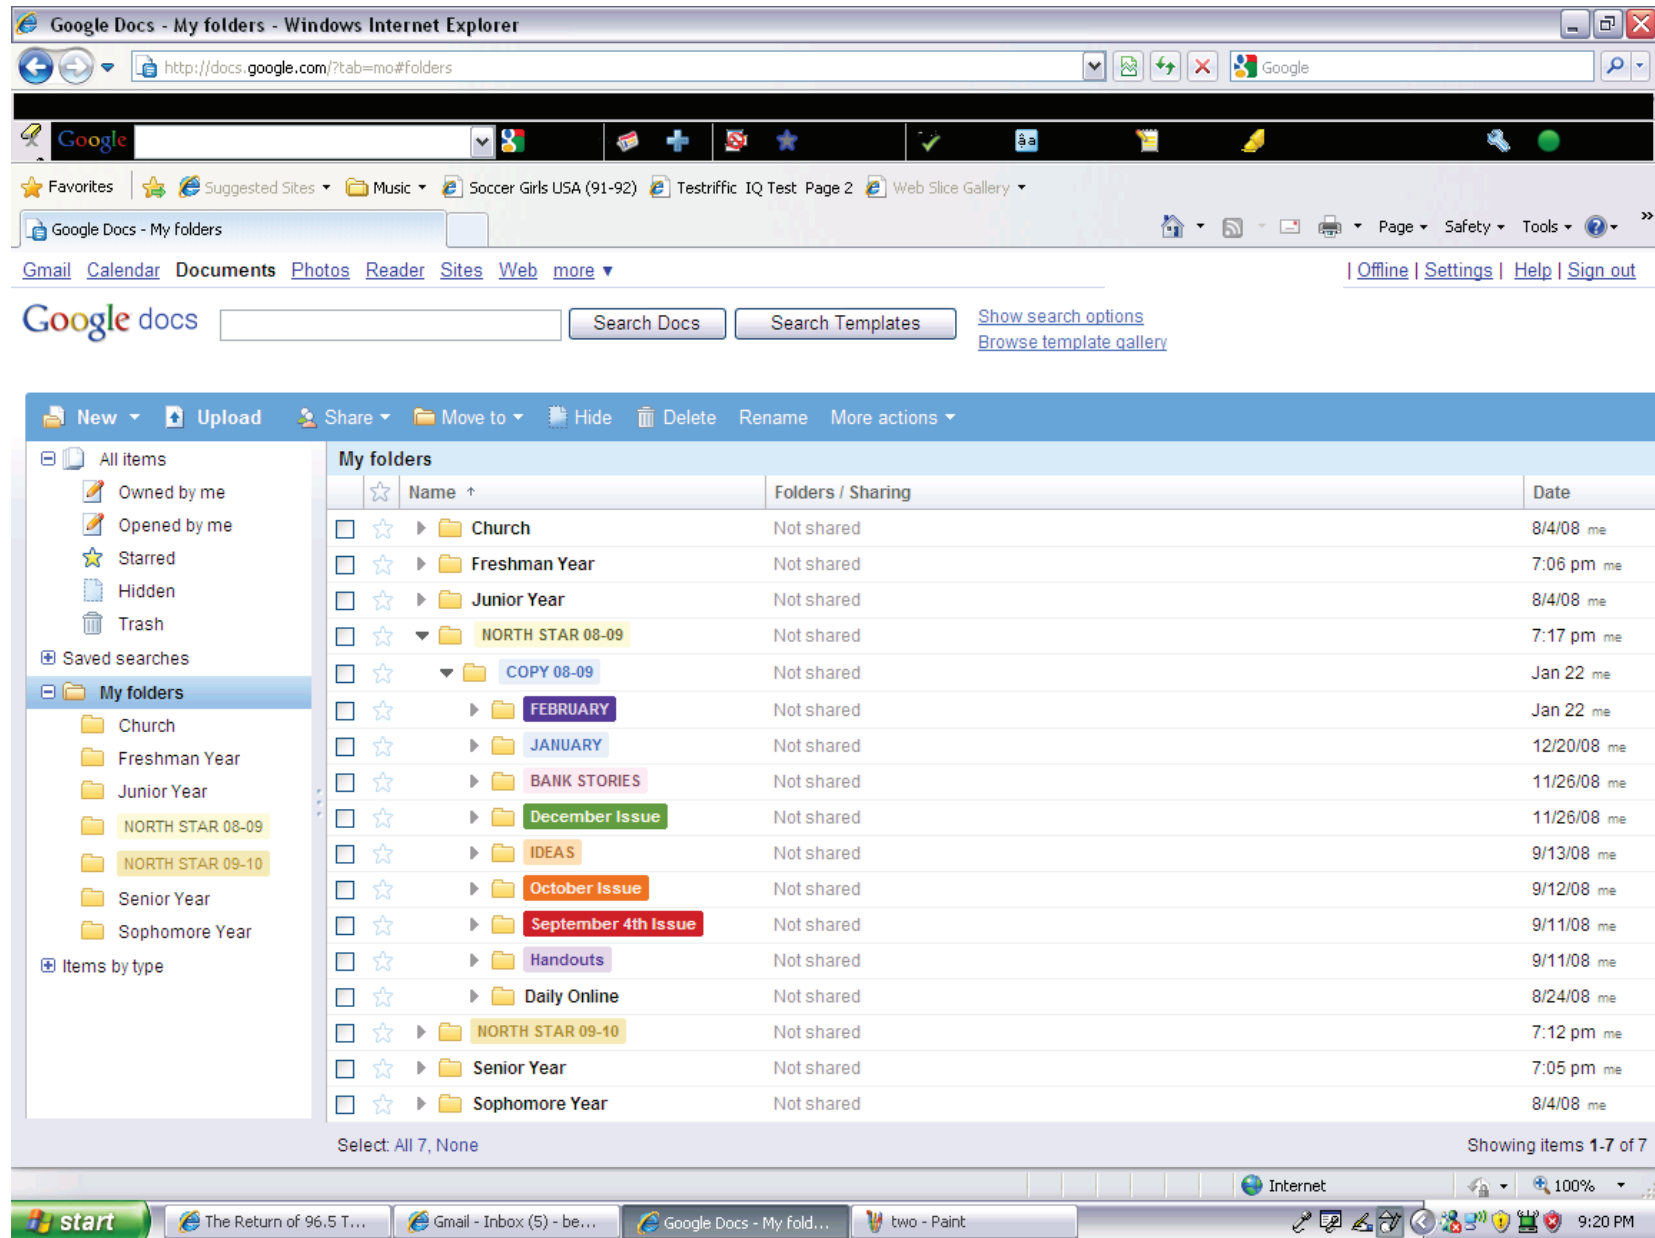 Google Docs - My folders - Windows Internet Explorer
http://docs.google.com/?tab=mo#folders
Google
Google
Favorites Suggested Sites Music Soccer Girls USA (91-92) Testriffic IQ Test Page 2 Web Slice Gallery
Google Docs - My folders Page Safety Tools »
Gmail Calendar Documents Photos Reader Sites Web more ▼ | Offline | Settings | Help | Sign out
Google docs Search Docs Search Templates Show search options
Browse template gallery
New Upload Share Move to Hide Delete Rename More actions
All items
Owned by me
Opened by me
Starred
Hidden
Trash
Saved searches
My folders
Church
Freshman Year
Junior Year
NORTH STAR 08-09
NORTH STAR 09-10
Senior Year
Sophomore Year
Items by type
My folders
Name ↑ Folders / Sharing Date
Church Not shared 8/4/08 me
Freshman Year Not shared 7:06 pm me
Junior Year Not shared 8/4/08 me
NORTH STAR 08-09 Not shared 7:17 pm me
COPY 08-09 Not shared Jan 22 me
FEBRUARY Not shared Jan 22 me
JANUARY Not shared 12/20/08 me
BANK STORIES Not shared 11/26/08 me
December Issue Not shared 11/26/08 me
IDEAS Not shared 9/13/08 me
October Issue Not shared 9/12/08 me
September 4th Issue Not shared 9/11/08 me
Handouts Not shared 9/11/08 me
Daily Online Not shared 8/24/08 me
NORTH STAR 09-10 Not shared 7:12 pm me
Senior Year Not shared 7:05 pm me
Sophomore Year Not shared 8/4/08 me
Select: All 7, None Showing items 1-7 of 7
Internet 100%
start The Return of 96.5 T... Gmail - Inbox (5) - be... Google Docs - My fold... two - Paint 9:20 PM